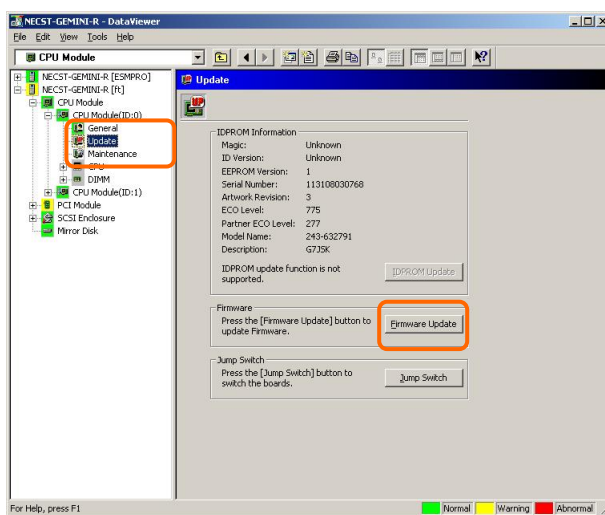 NECST-GEMINI-R - DataViewer
File Edit View Tools Help
CPU Module
NECST-GEMINI-R [ESMPRO]
NECST-GEMINI-R [ft]
CPU Module
CPU Module(ID:0)
General
Update
Maintenance
CPU
DIMM
CPU Module(ID:1)
PCI Module
SCSI Enclosure
Mirror Disk
Update
IDPROM Information
Magic: Unknown
ID Version: Unknown
EEPROM Version: 1
Serial Number: 113108030768
Artwork Revision: 3
ECO Level: 775
Partner ECO Level: 277
Model Name: 243-632791
Description: G7J5K
IDPROM update function is not
supported.
IDPROM Update
Firmware
Press the [Firmware Update] button to
update Firmware.
Firmware Update
Jump Switch
Press the [Jump Switch] button to
switch the boards.
Jump Switch
For Help, press F1
Normal Warning Abnormal